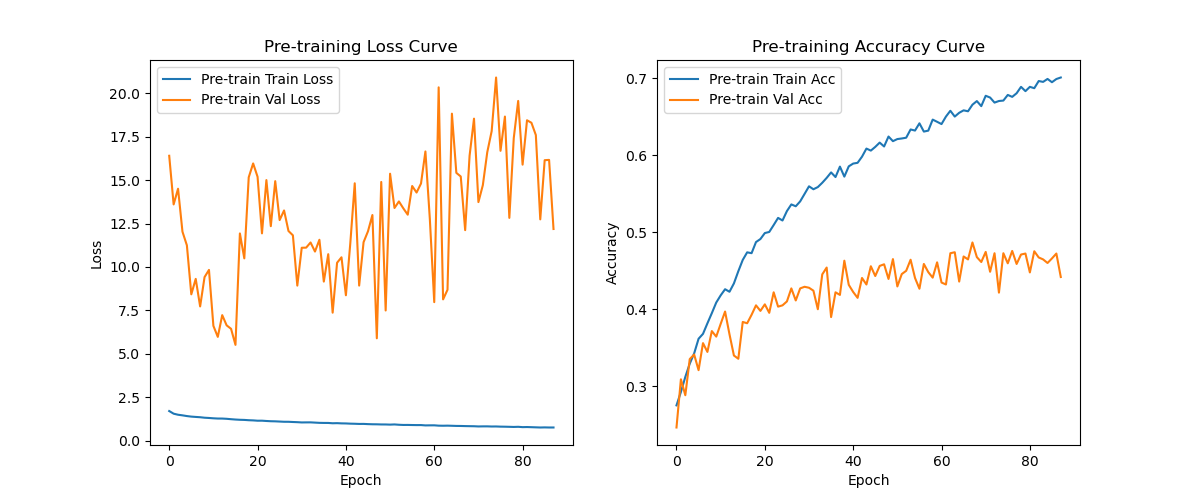 Pre-training Loss Curve
Pre-train Train Loss
Pre-train Val Loss
Loss
20.0
17.5
15.0
12.5
10.0
7.5
5.0
2.5
0.0
0 20 40 60 80
Epoch
Pre-training Accuracy Curve
Pre-train Train Acc
Pre-train Val Acc
Accuracy
0.7
0.6
0.5
0.4
0.3
0 20 40 60 80
Epoch